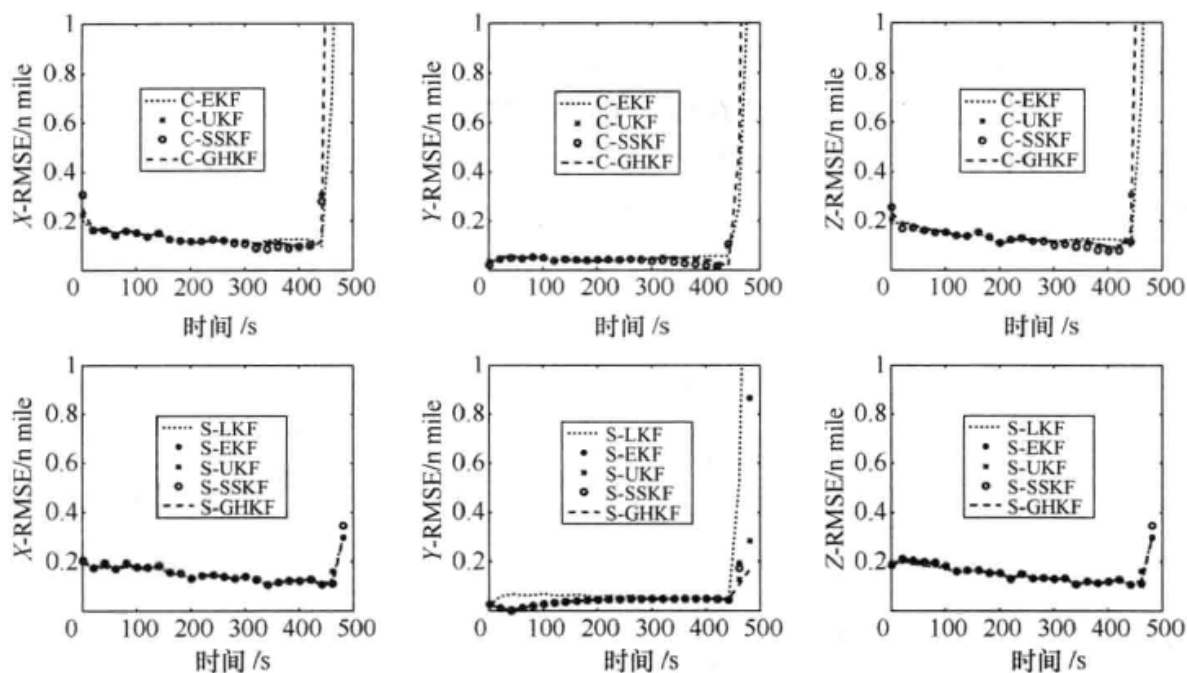 1
0.8
0.6
0.4
0.2
X-RMSE/n mile
C-EKF
C-UKF
C-SSKF
C-GHKF
0 100 200 300 400 500
时间 /s
1
0.8
0.6
0.4
0.2
Y-RMSE/n mile
C-EKF
C-UKF
C-SSKF
C-GHKF
0 100 200 300 400 500
时间 /s
1
0.8
0.6
0.4
0.2
Z-RMSE/n mile
C-EKF
C-UKF
C-SSKF
C-GHKF
0 100 200 300 400 500
时间 /s
1
0.8
0.6
0.4
0.2
X-RMSE/n mile
S-LKF
S-EKF
S-UKF
S-SSKF
S-GHKF
0 100 200 300 400 500
时间 /s
1
0.8
0.6
0.4
0.2
Y-RMSE/n mile
S-LKF
S-EKF
S-UKF
S-SSKF
S-GHKF
0 100 200 300 400 500
时间 /s
1
0.8
0.6
0.4
0.2
Z-RMSE/n mile
S-LKF
S-EKF
S-UKF
S-SSKF
S-GHKF
0 100 200 300 400 500
时间 /s